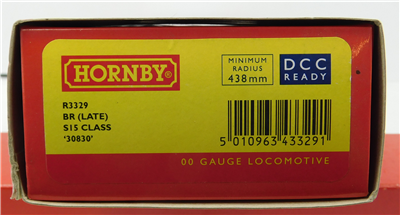 HORNBY®
MINIMUM
RADIUS
438mm
DCC
READY
R3329
BR (LATE)
S15 CLASS
'30830'
5 010963 433291
00 GAUGE LOCOMOTIVE